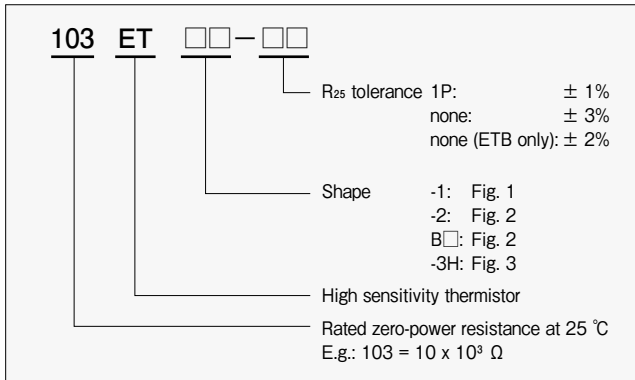 103 ET □□-□□
R₂₅ tolerance 1P: ± 1%
none: ± 3%
none (ETB only): ± 2%
Shape -1: Fig. 1
-2: Fig. 2
B□: Fig. 2
-3H: Fig. 3
High sensitivity thermistor
Rated zero-power resistance at 25 ℃
E.g.: 103 = 10 x 10³ Ω